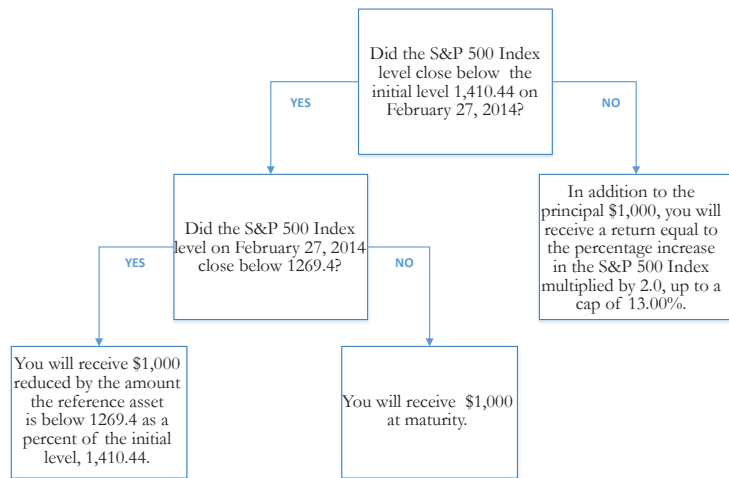 Did the S&P 500 Index
level close below the
initial level 1,410.44 on
February 27, 2014?
YES
NO
Did the S&P 500 Index
level on February 27, 2014
close below 1269.4?
In addition to the
principal $1,000, you will
receive a return equal to
the percentage increase
in the S&P 500 Index
multiplied by 2.0, up to a
cap of 13.00%.
YES
NO
You will receive $1,000
reduced by the amount
the reference asset
is below 1269.4 as a
percent of the initial
level, 1,410.44.
You will receive $1,000
at maturity.